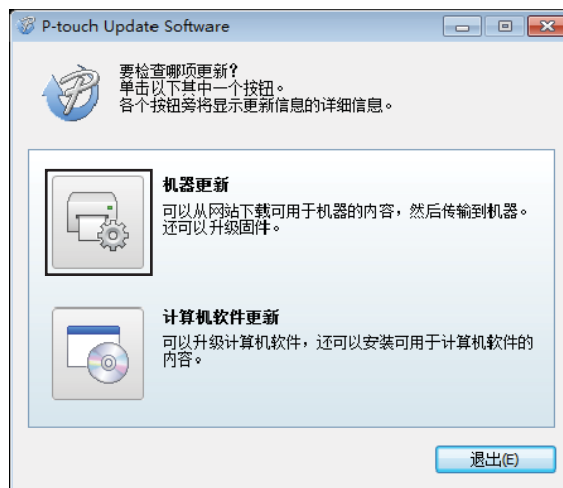 P-touch Update Software
要检查哪项更新?
单击以下其中一个按钮。
各个按钮旁将显示更新信息的详细信息。
机器更新
可以从网站下载可用于机器的内容，然后传输到机器。
还可以升级固件。
计算机软件更新
可以升级计算机软件，还可以安装可用于计算机软件的
内容。
退出(E)